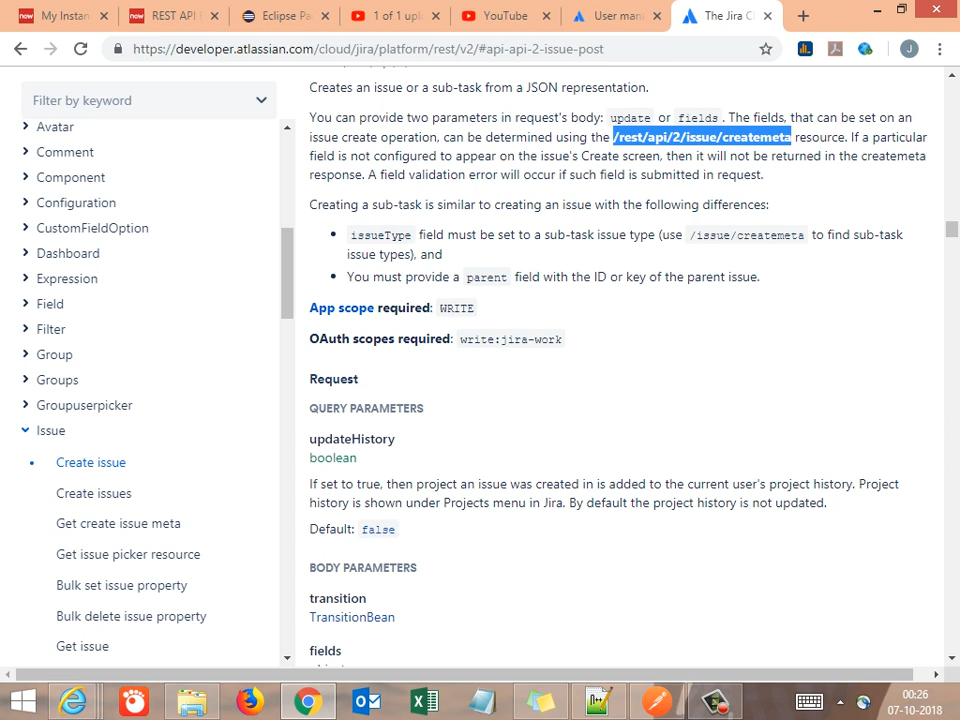 My Instan
REST API E
Eclipse Pa
1 of 1 upl
YouTube
User man
The Jira C
https://developer.atlassian.com/cloud/jira/platform/rest/v2/#api-api-2-issue-post
J
Filter by keyword
Avatar
Comment
Component
Configuration
CustomFieldOption
Dashboard
Expression
Field
Filter
Group
Groups
Groupuserpicker
Issue
Create issue
Create issues
Get create issue meta
Get issue picker resource
Bulk set issue property
Bulk delete issue property
Get issue
Creates an issue or a sub-task from a JSON representation.
You can provide two parameters in request's body: update or fields. The fields, that can be set on an
issue create operation, can be determined using the /rest/api/2/issue/createmeta resource. If a particular
field is not configured to appear on the issue's Create screen, then it will not be returned in the createmeta
response. A field validation error will occur if such field is submitted in request.
Creating a sub-task is similar to creating an issue with the following differences:
• issueType field must be set to a sub-task issue type (use /issue/createmeta to find sub-task
issue types), and
• You must provide a parent field with the ID or key of the parent issue.
App scope required: WRITE
OAuth scopes required: write:jira-work
Request
QUERY PARAMETERS
updateHistory
boolean
If set to true, then project an issue was created in is added to the current user's project history. Project
history is shown under Projects menu in Jira. By default the project history is not updated.
Default: false
BODY PARAMETERS
transition
TransitionBean
fields
00:26
07-10-2018